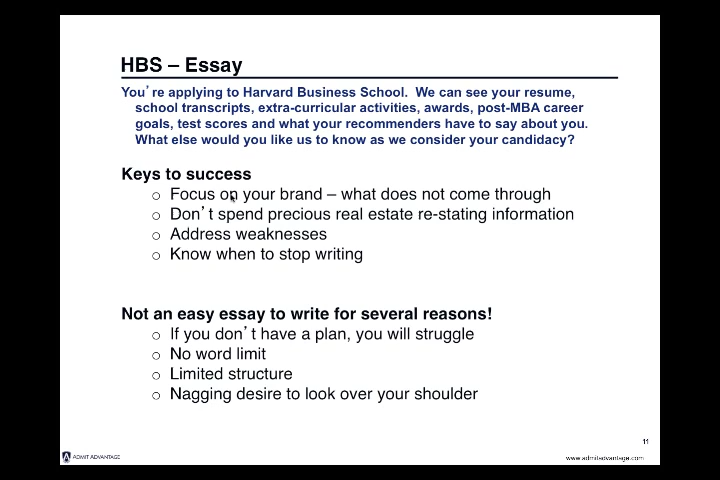 HBS – Essay
You're applying to Harvard Business School. We can see your resume,
school transcripts, extra-curricular activities, awards, post-MBA career
goals, test scores and what your recommenders have to say about you.
What else would you like us to know as we consider your candidacy?
Keys to success
○ Focus on your brand – what does not come through
○ Don't spend precious real estate re-stating information
○ Address weaknesses
○ Know when to stop writing
Not an easy essay to write for several reasons!
○ If you don't have a plan, you will struggle
○ No word limit
○ Limited structure
○ Nagging desire to look over your shoulder
11
ADMIT ADVANTAGE
www.admitadvantage.com